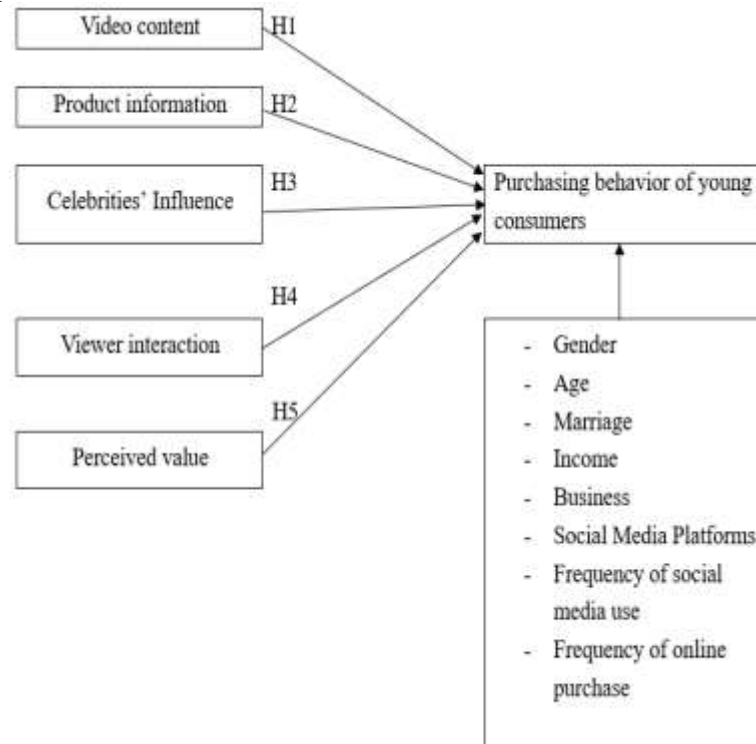 Video content
H1
Product information
H2
Celebrities’ Influence
H3
Viewer interaction
H4
Perceived value
H5
Purchasing behavior of young
consumers
- Gender
- Age
- Marriage
- Income
- Business
- Social Media Platforms
- Frequency of social
media use
- Frequency of online
purchase